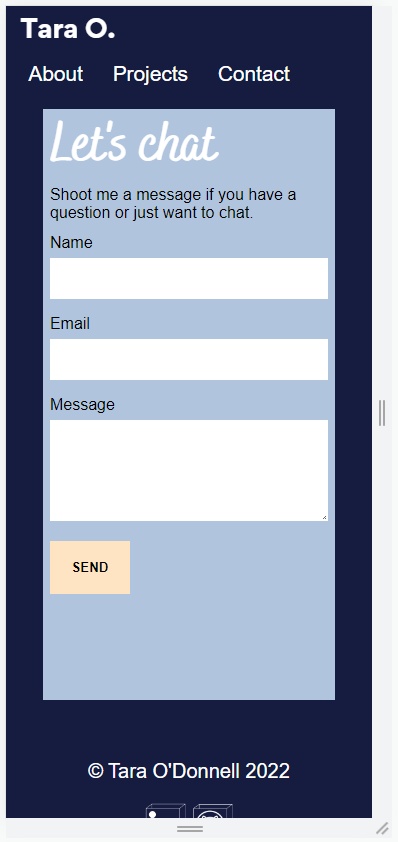 Tara O.
About Projects Contact
Let's chat
Shoot me a message if you have a
question or just want to chat.
Name
Email
Message
SEND
© Tara O'Donnell 2022